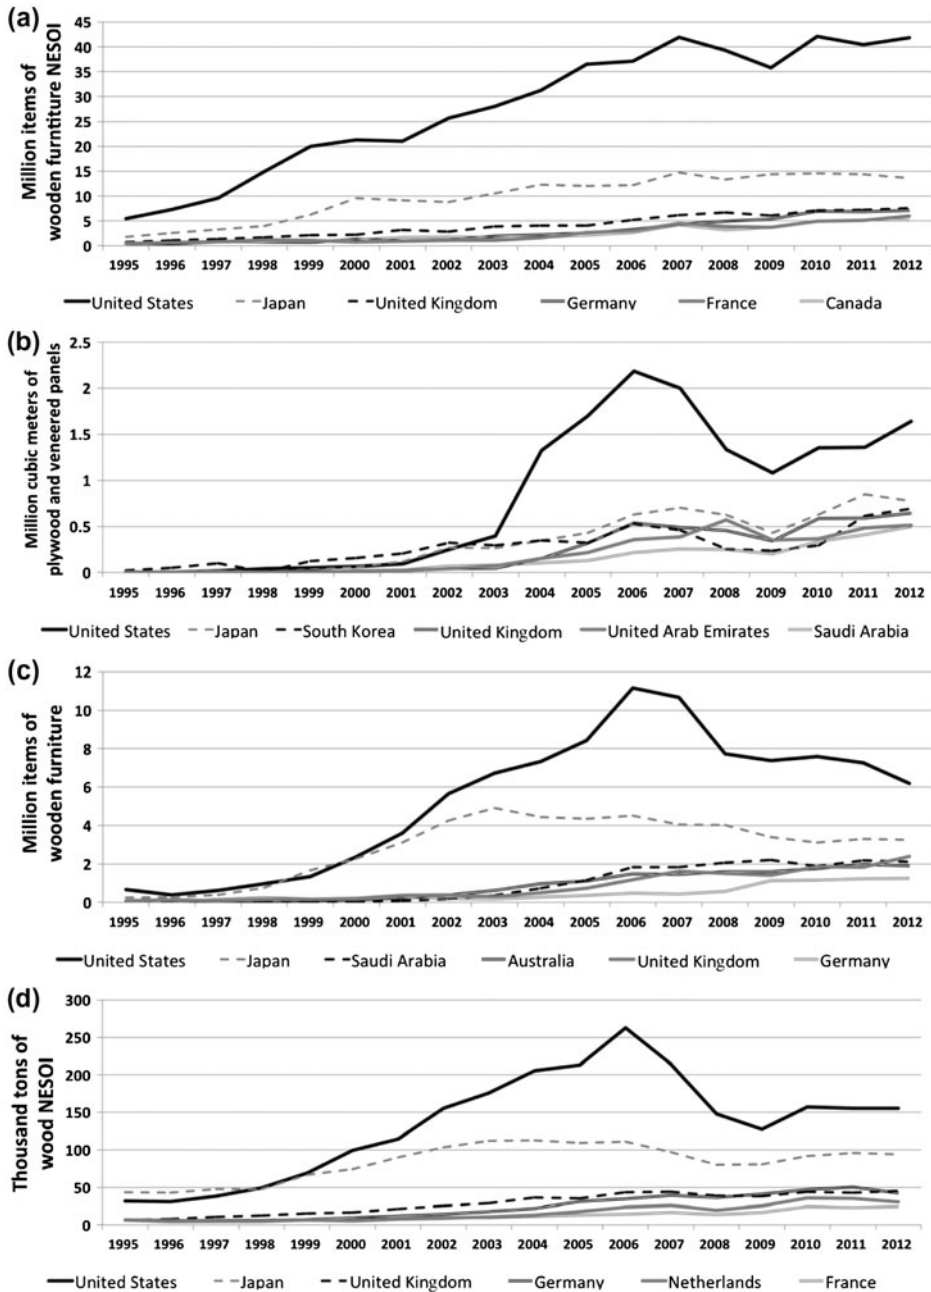 (a)
Million items of
wooden furntiture NESOI
45
40
35
30
25
20
15
10
5
0
1995 1996 1997 1998 1999 2000 2001 2002 2003 2004 2005 2006 2007 2008 2009 2010 2011 2012
United States Japan United Kingdom Germany France Canada
(b)
Million cubic meters of
plywood and veneered panels
2.5
2
1.5
1
0.5
0
1995 1996 1997 1998 1999 2000 2001 2002 2003 2004 2005 2006 2007 2008 2009 2010 2011 2012
United States Japan South Korea United Kingdom United Arab Emirates Saudi Arabia
(c)
Million items of
wooden furniture
12
10
8
6
4
2
0
1995 1996 1997 1998 1999 2000 2001 2002 2003 2004 2005 2006 2007 2008 2009 2010 2011 2012
United States Japan Saudi Arabia Australia United Kingdom Germany
(d)
Thousand tons of
wood NESOI
300
250
200
150
100
50
0
1995 1996 1997 1998 1999 2000 2001 2002 2003 2004 2005 2006 2007 2008 2009 2010 2011 2012
United States Japan United Kingdom Germany Netherlands France